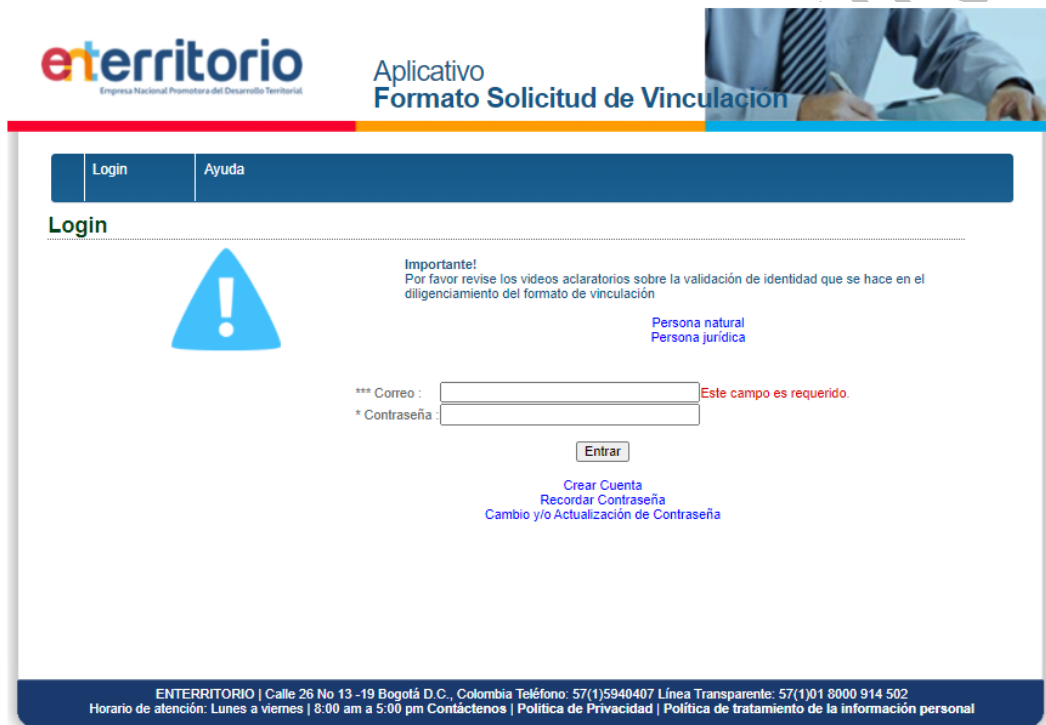 enterritorio
Empresa Nacional Promotora del Desarrollo Territorial
Aplicativo
Formato Solicitud de Vinculación
Login
Ayuda
Login
Importante!
Por favor revise los videos aclaratorios sobre la validación de identidad que se hace en el
diligenciamiento del formato de vinculación
Persona natural
Persona jurídica
*** Correo :
Este campo es requerido.
* Contraseña :
Entrar
Crear Cuenta
Recordar Contraseña
Cambio y/o Actualización de Contraseña
ENTERRITORIO | Calle 26 No 13 -19 Bogotá D.C., Colombia Teléfono: 57(1)5940407 Línea Transparente: 57(1)01 8000 914 502
Horario de atención: Lunes a viernes | 8:00 am a 5:00 pm Contáctenos | Politica de Privacidad | Política de tratamiento de la información personal